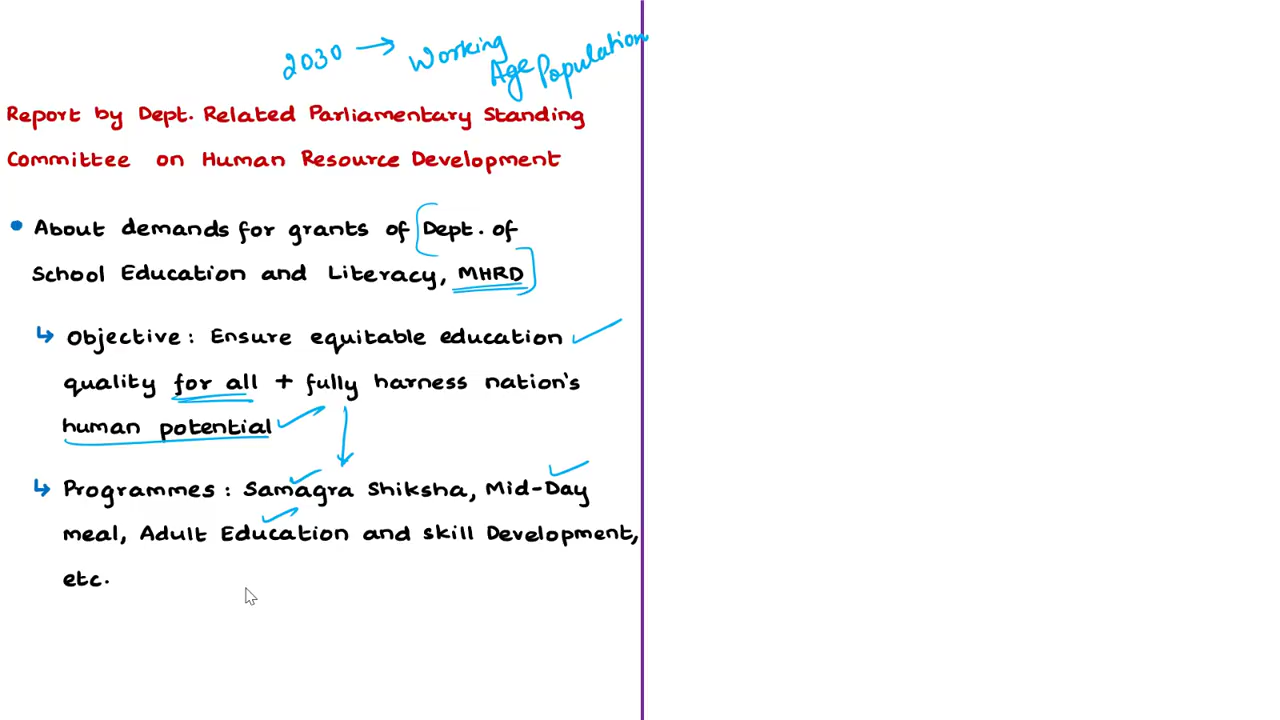 2030 → Working
Age Population
Report by Dept. Related Parliamentary Standing
Committee on Human Resource Development
• About demands for grants of [Dept. of
School Education and Literacy, MHRD]
↳ Objective: Ensure equitable education
quality for all + fully harness nation's
human potential
↳ Programmes: Samagra Shiksha, Mid-Day
meal, Adult Education and skill Development,
etc.